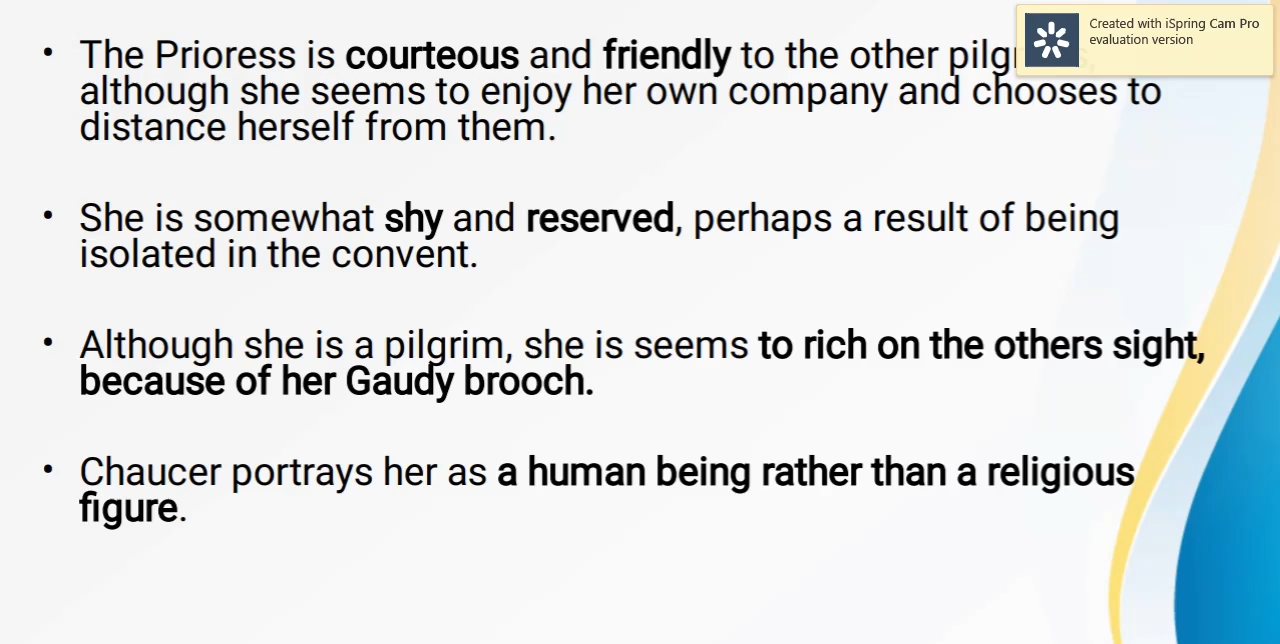 • The Prioress is courteous and friendly to the other
although she seems to enjoy her own company and chooses to
distance herself from them.
• She is somewhat shy and reserved, perhaps a result of being
isolated in the convent.
• Although she is a pilgrim, she is seems to rich on the others sight,
because of her Gaudy brooch.
• Chaucer portrays her as a human being rather than a religious
figure.
Created with iSpring Cam Pro
evaluation version